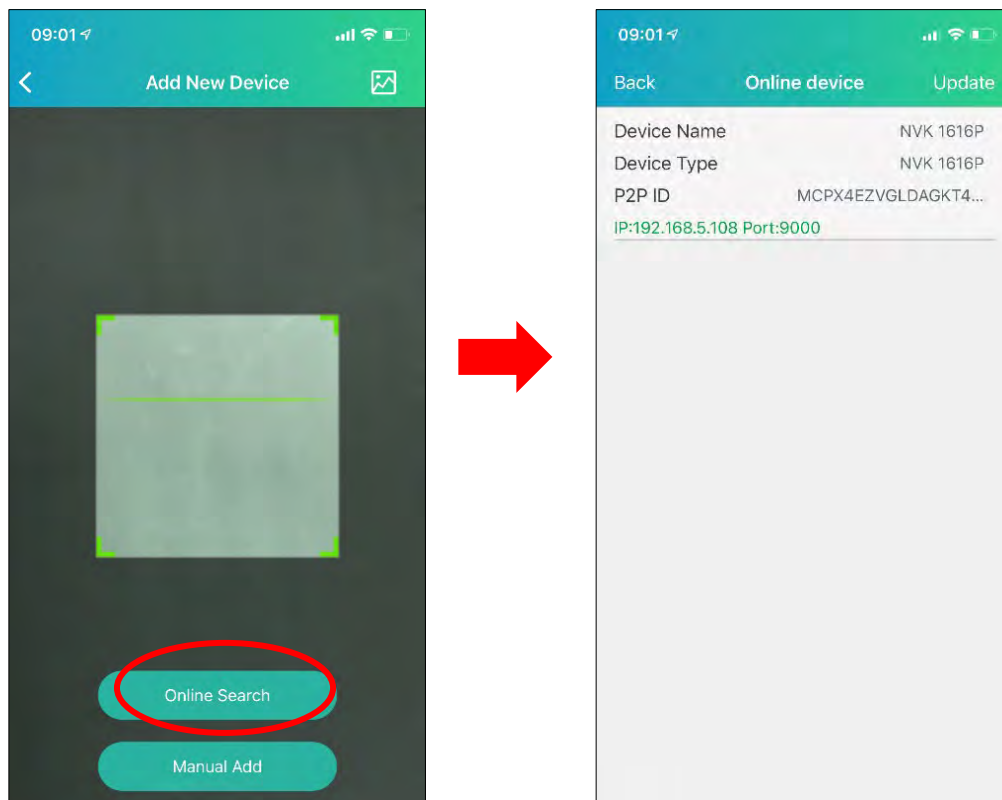 09:01
Add New Device
Online Search
Manual Add
09:01
Back Online device Update
Device Name NVK 1616P
Device Type NVK 1616P
P2P ID MCPX4EZVGLDAGKT4...
IP:192.168.5.108 Port:9000